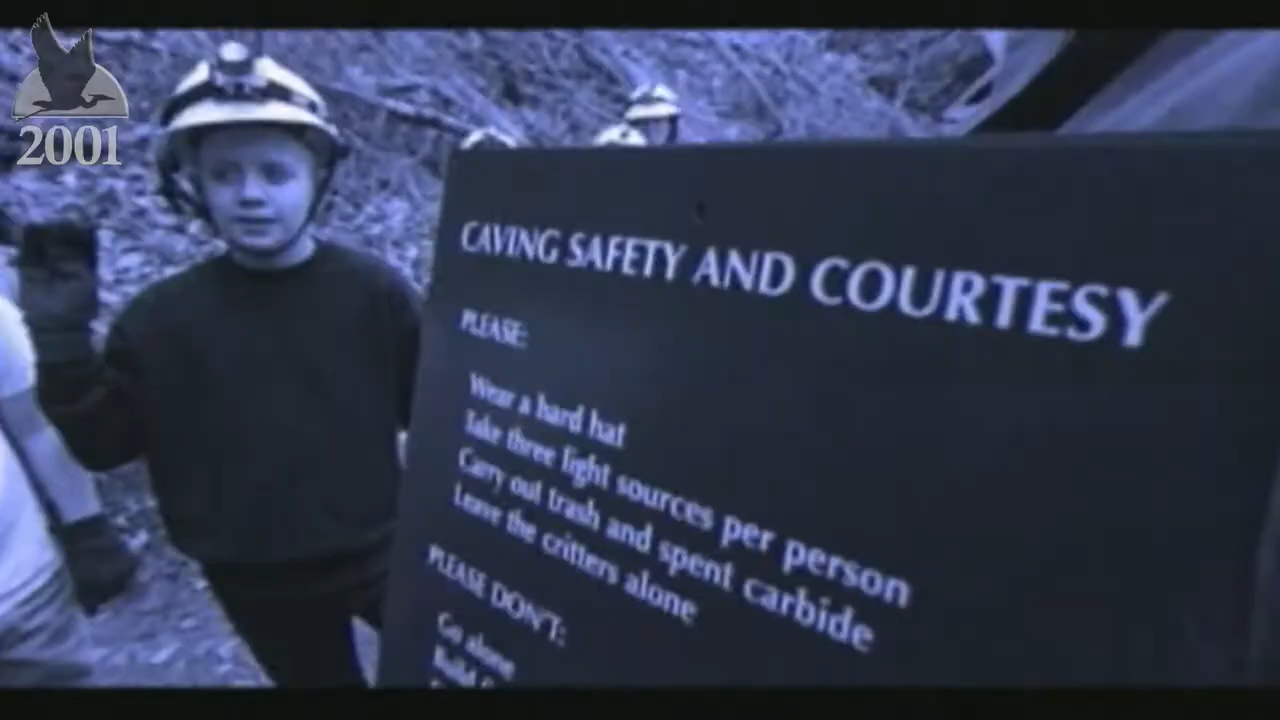 2001
CAVING SAFETY AND COURTESY
PLEASE:
Wear a hard hat
Take three light sources per person
Carry out trash and spent carbide
Leave the critters alone
PLEASE DON'T:
Go alone
Build